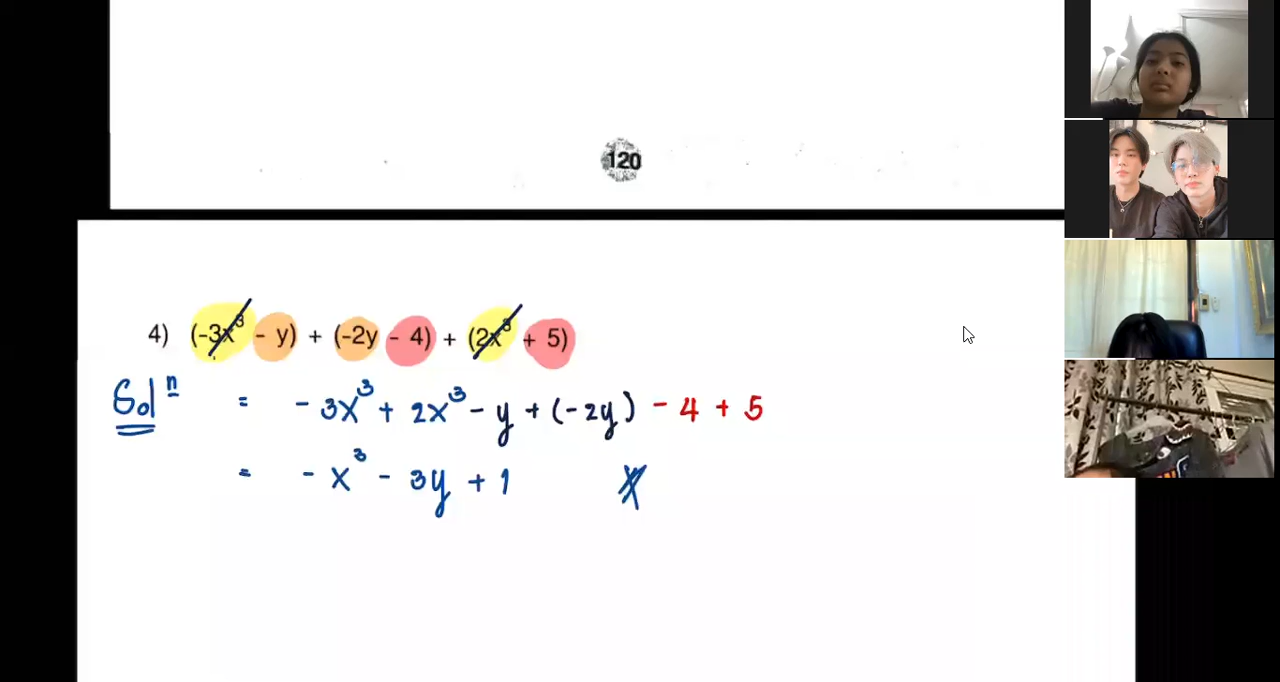 120
4) (-3x³ - y) + (-2y - 4) + (2x³ + 5)
Solⁿ = - 3x³ + 2x³ - y + (-2y) - 4 + 5
= - x³ - 3y + 1